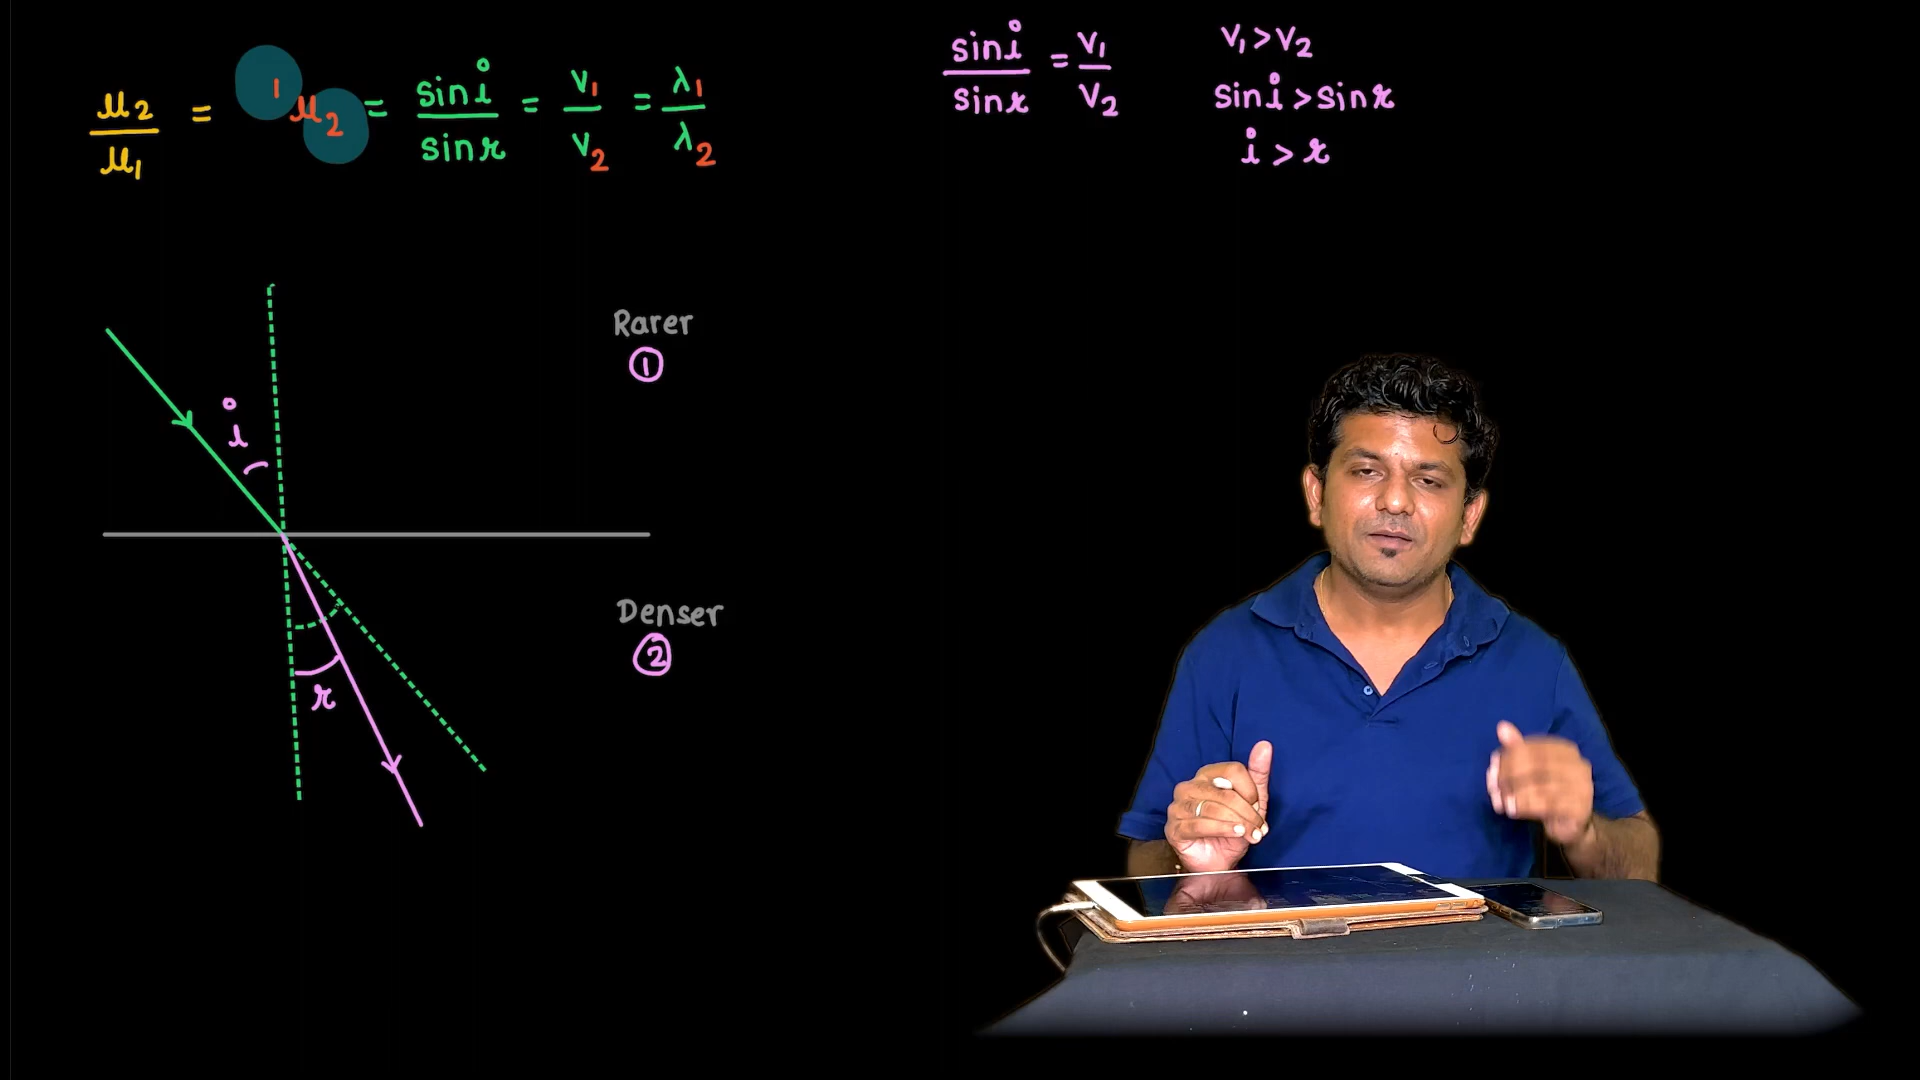 μ2/μ1 = 1μ2 = sin i/sin r = v1/v2 = λ1/λ2
sin i/sin r = v1/v2
v1 > v2
sin i > sin r
i > r
Rarer
1
i
Denser
2
r